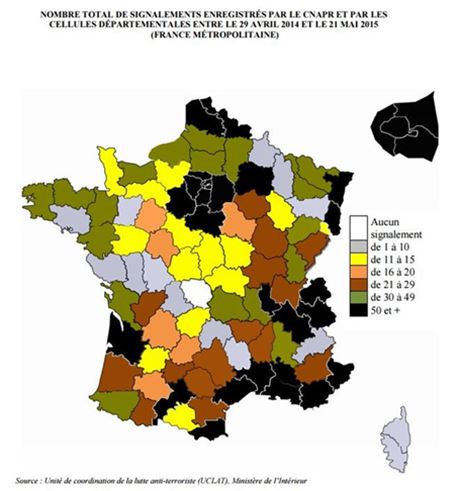 NOMBRE TOTAL DE SIGNALEMENTS ENREGISTRÉS PAR LE CNAPR ET PAR LES
CELLULES DÉPARTEMENTALES ENTRE LE 29 AVRIL 2014 ET LE 21 MAI 2015
(FRANCE MÉTROPOLITAINE)
Aucun
signalement
de 1 à 10
de 11 à 15
de 16 à 20
de 21 à 29
de 30 à 49
50 et +
Source : Unité de coordination de la lutte anti-terroriste (UCLAT), Ministère de l'Intérieur